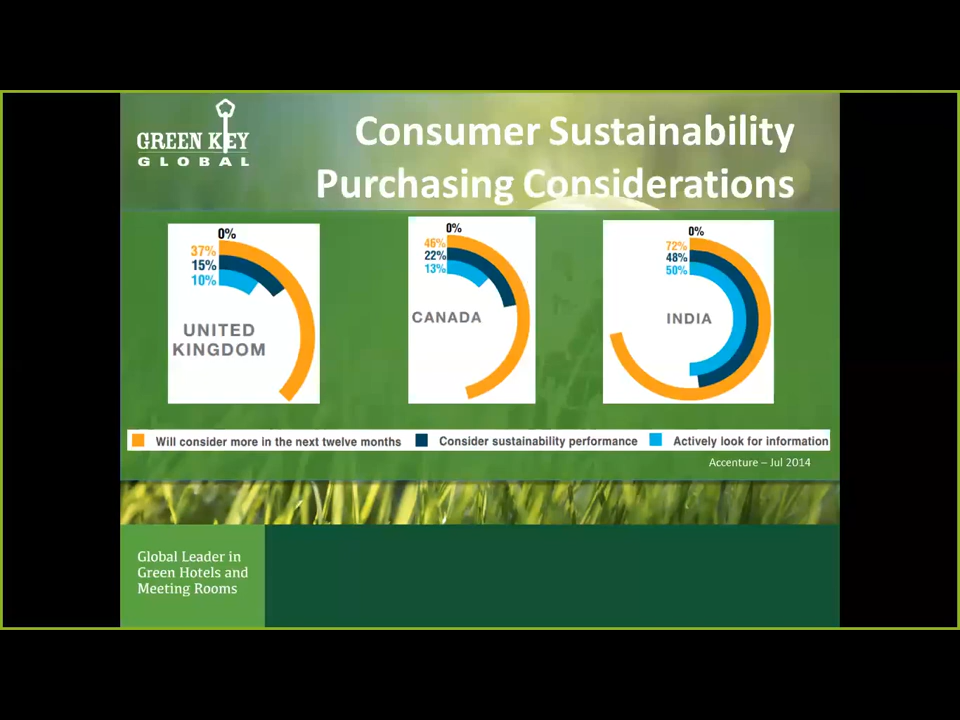 GREEN KEY
GLOBAL
Consumer Sustainability
Purchasing Considerations
0%
37%
15%
10%
UNITED
KINGDOM
0%
46%
22%
13%
CANADA
0%
72%
48%
50%
INDIA
Will consider more in the next twelve months
Consider sustainability performance
Actively look for information
Accenture – Jul 2014
Global Leader in
Green Hotels and
Meeting Rooms